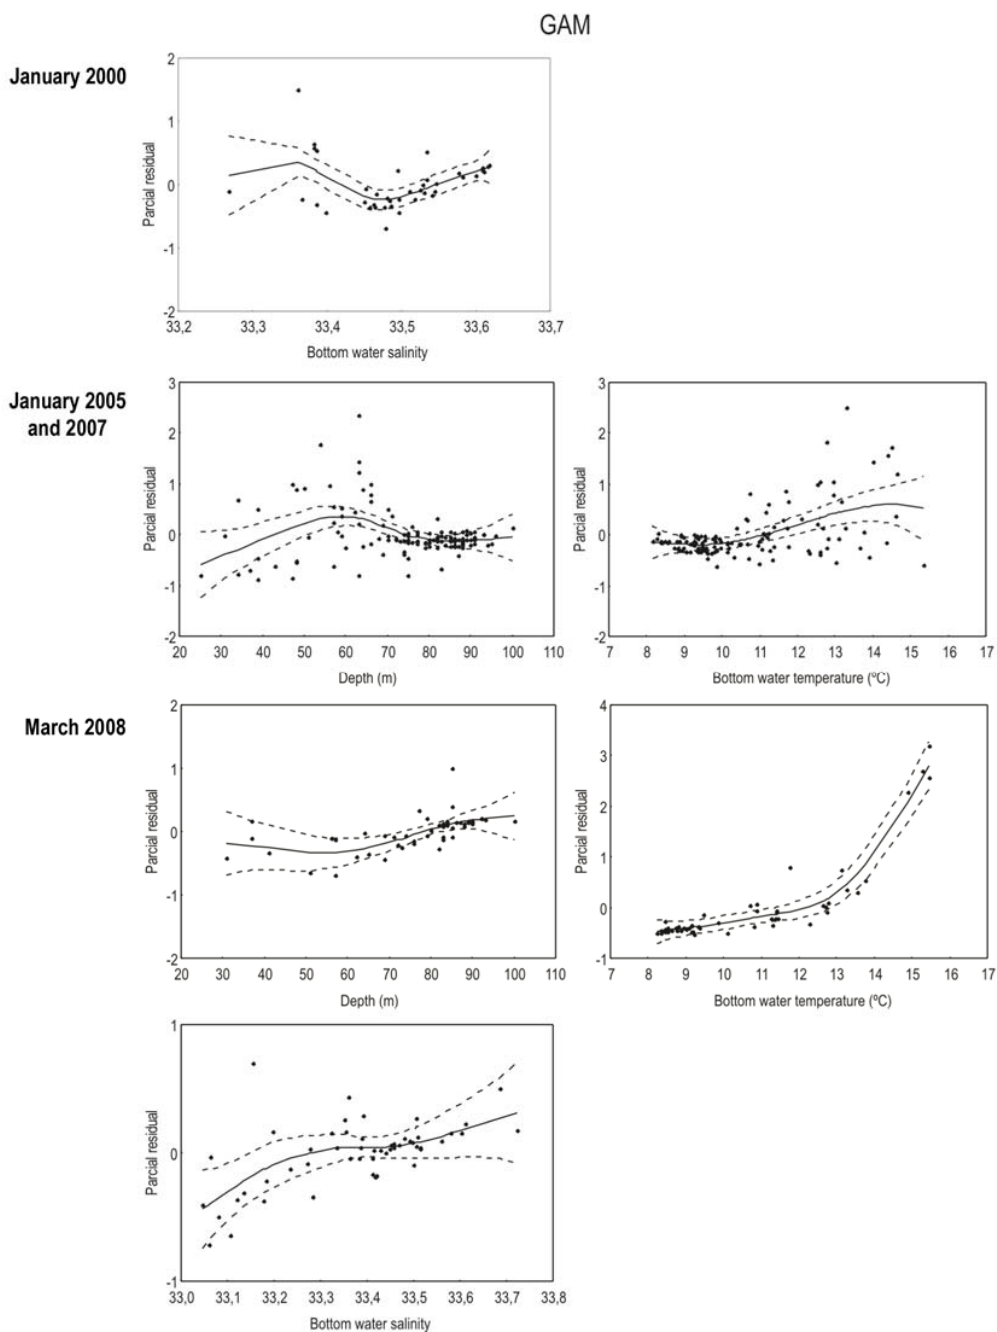 GAM
January 2000
Parcial residual
2
1
0
-1
-2
33,2 33,3 33,4 33,5 33,6 33,7
Bottom water salinity
January 2005
and 2007
Parcial residual
3
2
1
0
-1
-2
20 30 40 50 60 70 80 90 100 110
Depth (m)
Parcial residual
3
2
1
0
-1
-2
7 8 9 10 11 12 13 14 15 16 17
Bottom water temperature (ºC)
March 2008
Parcial residual
2
1
0
-1
-2
20 30 40 50 60 70 80 90 100 110
Depth (m)
Parcial residual
4
3
2
1
0
-1
7 8 9 10 11 12 13 14 15 16 17
Bottom water temperature (ºC)
Parcial residual
1
0
-1
33,0 33,1 33,2 33,3 33,4 33,5 33,6 33,7 33,8
Bottom water salinity